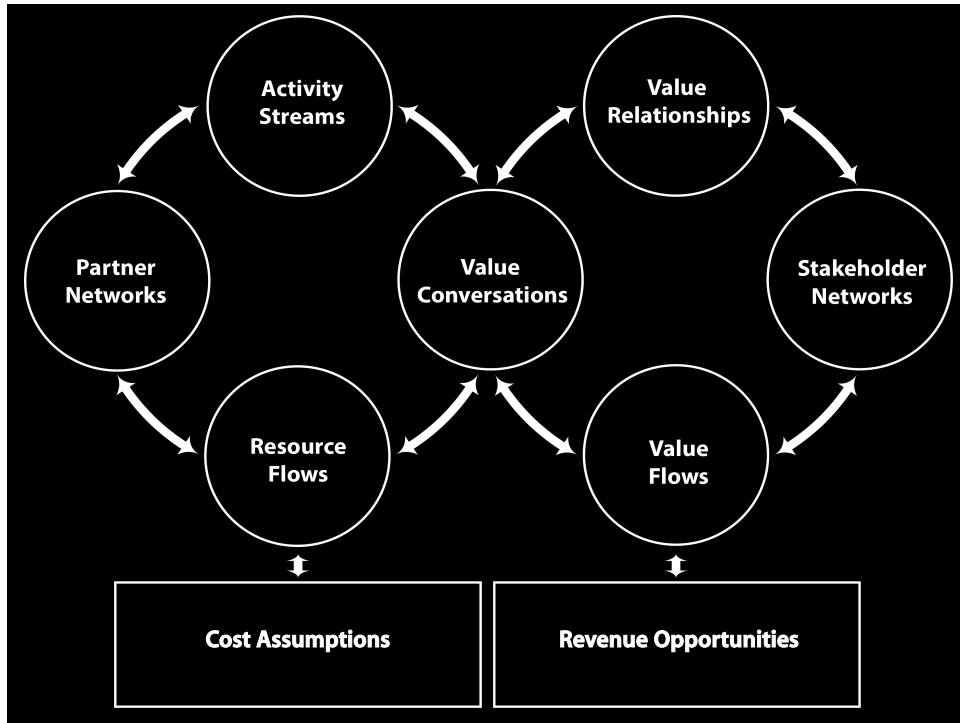 Activity
Streams
Value
Relationships
Partner
Networks
Value
Conversations
Stakeholder
Networks
Resource
Flows
Value
Flows
Cost Assumptions
Revenue Opportunities